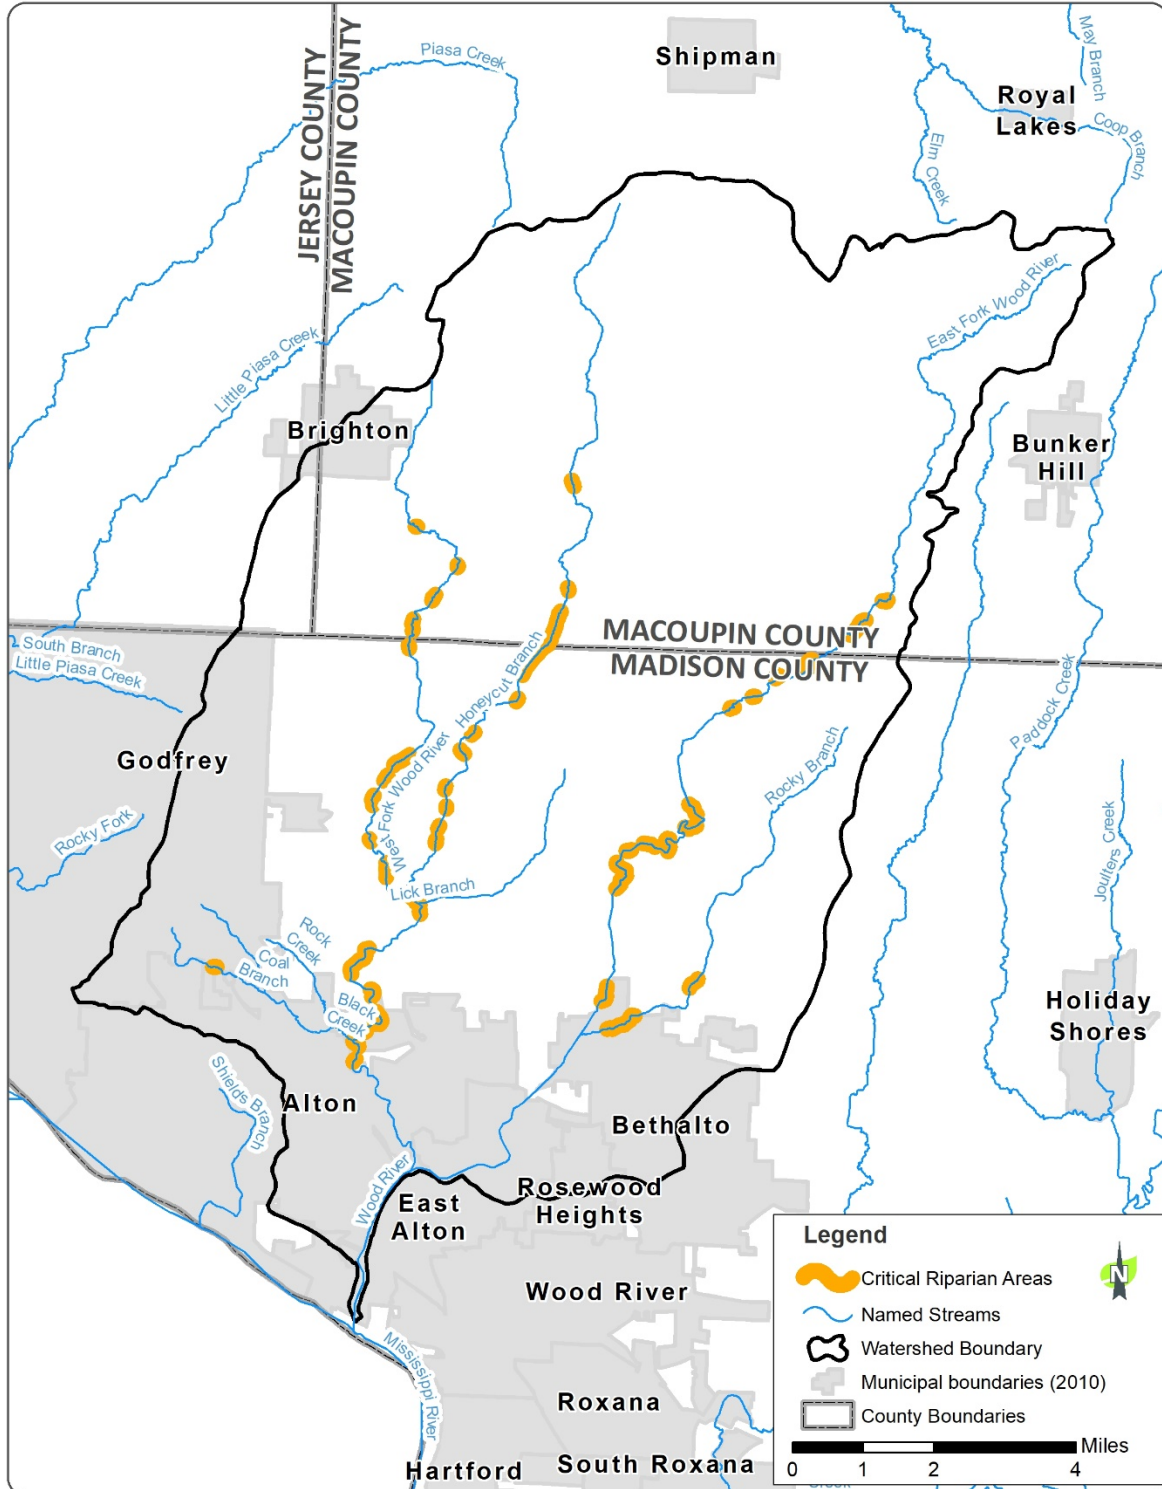 Shipman
Piasa Creek
May Branch
Royal
Lakes
Coop Branch
Elm Creek
JERSEY COUNTY
MACOUPIN COUNTY
East Fork Wood River
Little Piasa Creek
Brighton
Bunker
Hill
South Branch
Little Piasa Creek
MACOUPIN COUNTY
MADISON COUNTY
Honeycut Branch
Paddock Creek
West Fork Wood River
Godfrey
Rocky Branch
Rocky Fork
Joulters Creek
Lick Branch
Rock
Creek
Coal
Branch
Black
Creek
Holiday
Shores
Shields Branch
Alton
Bethalto
Wood River
East
Alton
Rosewood
Heights
Wood River
Mississippi River
Roxana
Hartford
South Roxana
Legend
Critical Riparian Areas
N
Named Streams
Watershed Boundary
Municipal boundaries (2010)
County Boundaries
Miles
0 1 2 4